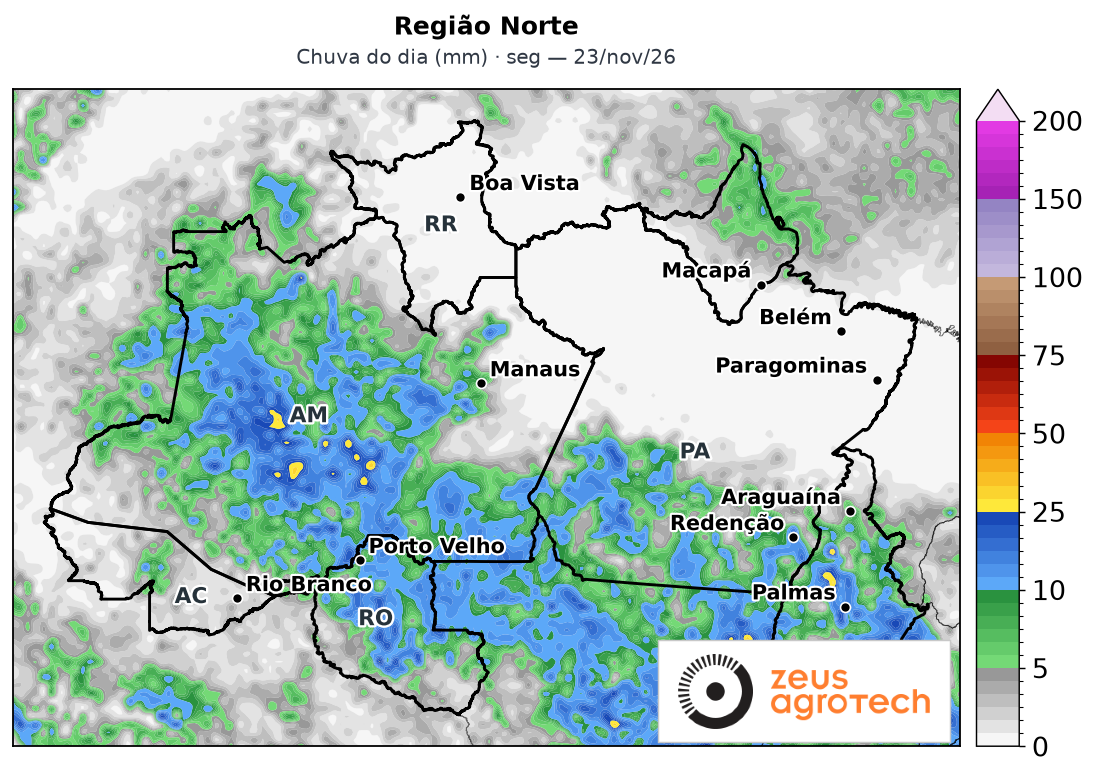 Região Norte
Chuva do dia (mm) · seg — 23/nov/26
Boa Vista
RR
Macapá
Belém
Paragominas
Manaus
AM
PA
Araguaína
Redenção
Porto Velho
Rio Branco
AC
RO
Palmas
zeus
agrotech
200
150
100
75
50
25
10
5
0